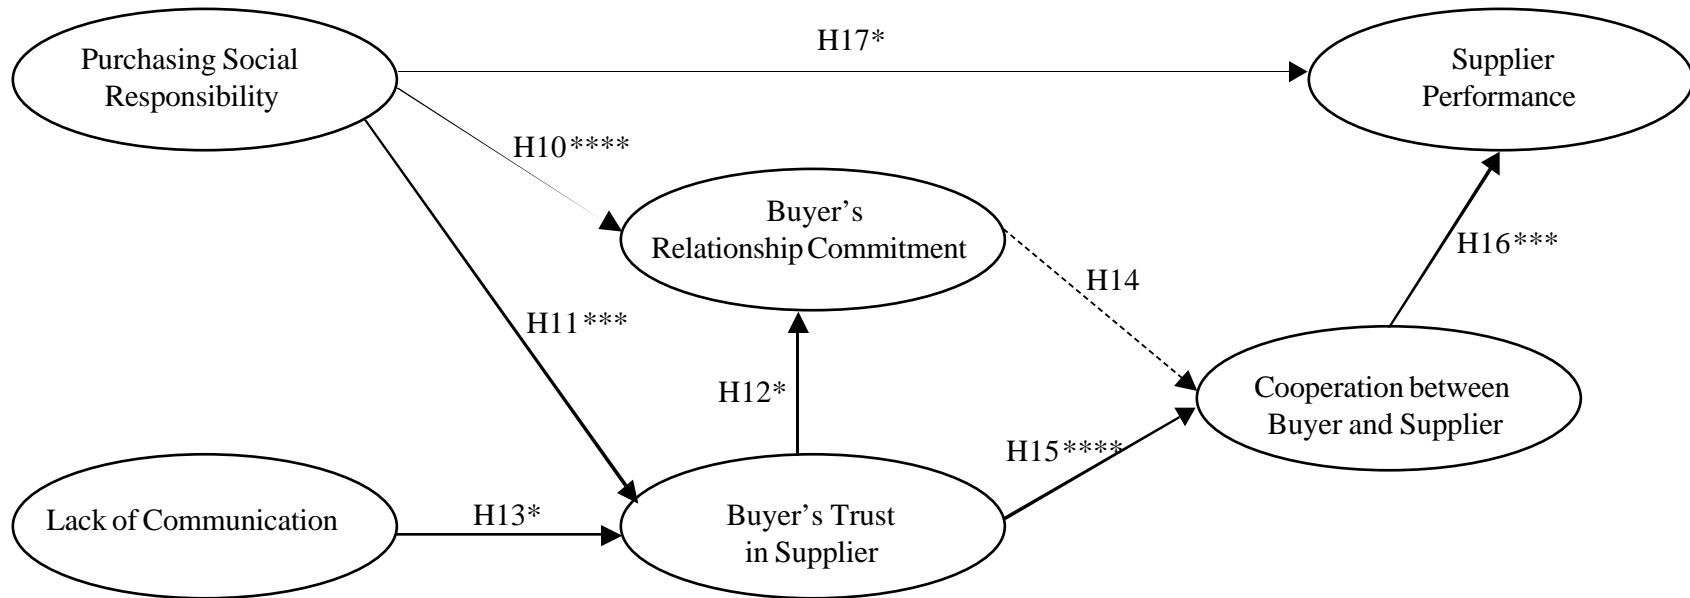 Purchasing Social
Responsibility
H17*
Supplier
Performance
H10****
Buyer’s
Relationship Commitment
H16***
H14
H11***
H12*
Cooperation between
Buyer and Supplier
H15****
Lack of Communication
H13*
Buyer’s Trust
in Supplier